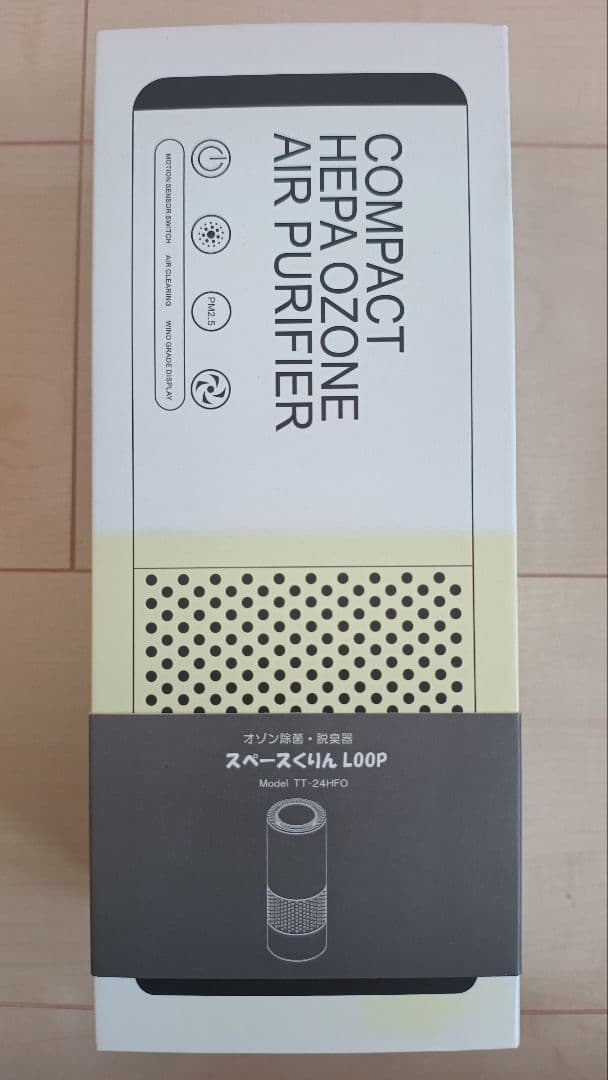 COMPACT
HEPA OZONE
AIR PURIFIER
PM2.5
MOTION SENSOR SWITCH AIR CLEARING WIND GRADE DISPLAY
オゾン除菌・脱臭器
スペースくりん LOOP
Model TT-24HFO